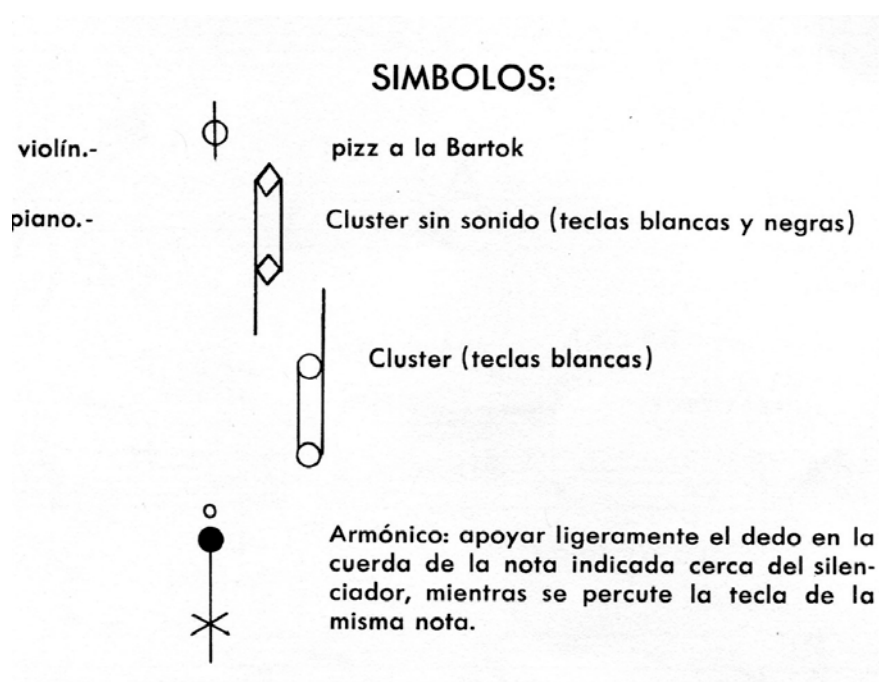 SIMBOLOS:
violín.- pizz a la Bartok
piano.- Cluster sin sonido (teclas blancas y negras)
Cluster (teclas blancas)
Armónico: apoyar ligeramente el dedo en la
cuerda de la nota indicada cerca del silen-
ciador, mientras se percute la tecla de la
misma nota.